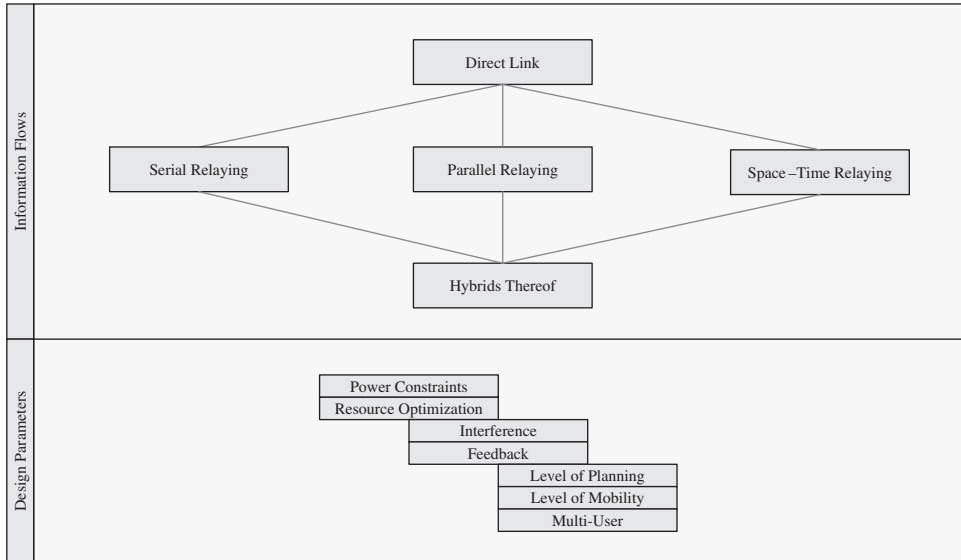 Information Flows
Direct Link
Serial Relaying
Parallel Relaying
Space–Time Relaying
Hybrids Thereof
Design Parameters
Power Constraints
Resource Optimization
Interference
Feedback
Level of Planning
Level of Mobility
Multi-User